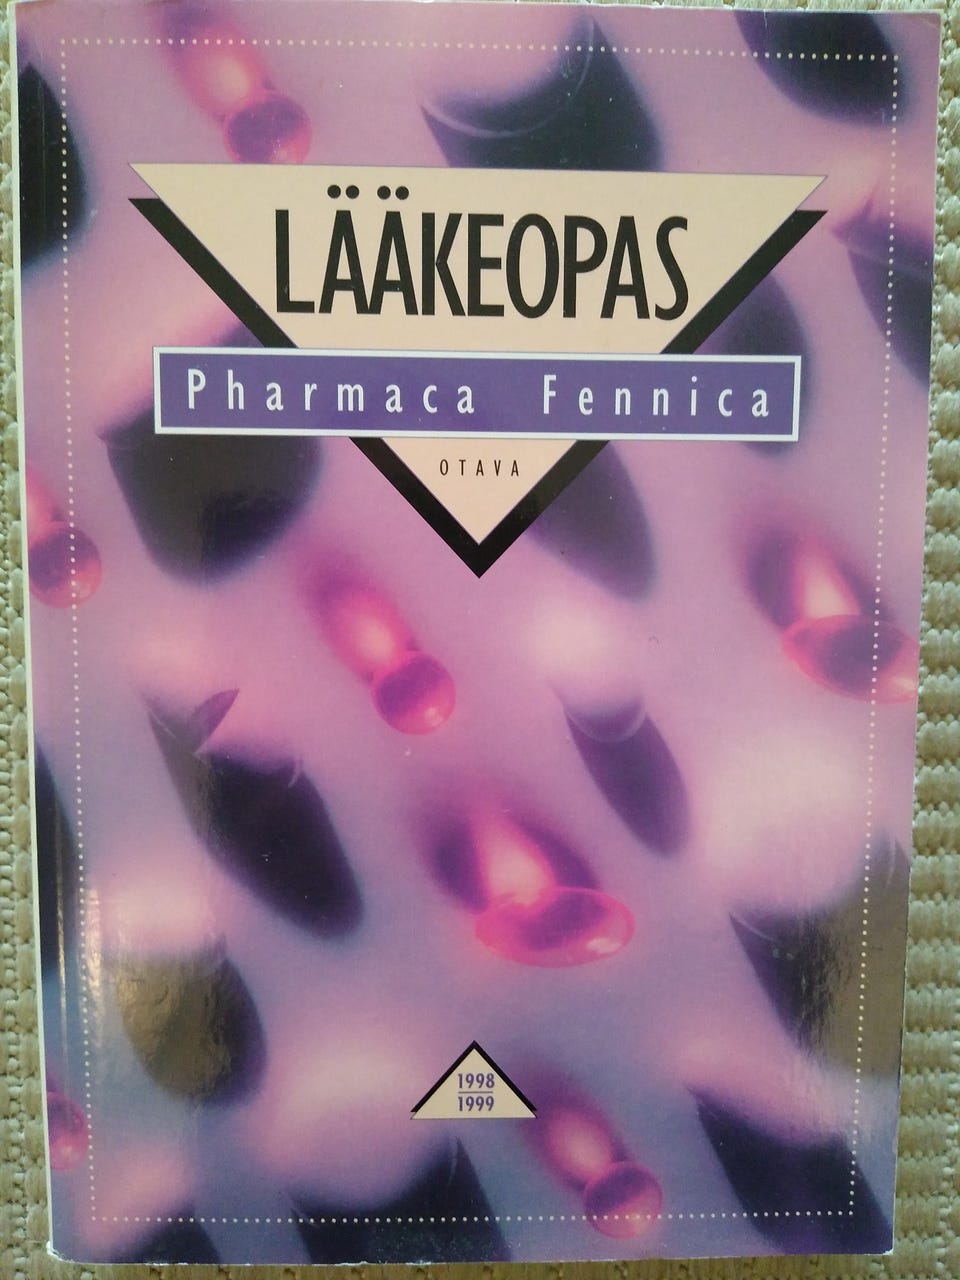 LÄÄKEOPAS
Pharmaca Fennica
OTAVA
1998
1999